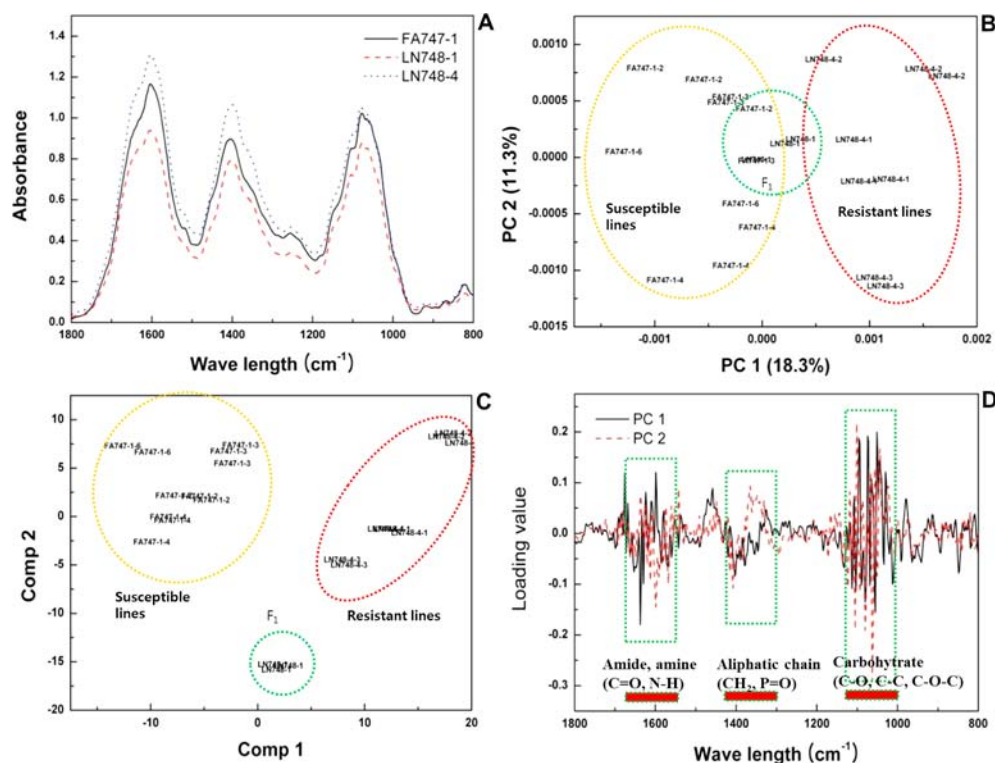 A
FA747-1
LN748-1
LN748-4
Absorbance
1.4
1.2
1.0
0.8
0.6
0.4
0.2
0.0
1800 1600 1400 1200 1000 800
Wave length (cm-1)
B
LN748-4-2
FA747-1-2
LN748-4-2
LN748-4-2
FA747-1-2
FA747-1-2
LN748-1
LN748-4-1
LN748-1
FA747-1-6
LN748-4-1
F1
FA747-1-6
Susceptible lines
Resistant lines
FA747-1-4
FA747-1-4
FA747-1-4
LN748-4-3
LN748-4-3
PC 2 (11.3%)
0.0010
0.0005
0.0000
-0.0005
-0.0010
-0.0015
-0.001 0.000 0.001 0.002
PC 1 (18.3%)
C
FA747-1-6
FA747-1-3
FA747-1-6
FA747-1-3
FA747-1-3
FA747-1-2
LN748-4-1
FA747-1-4
LN748-4-3
LN748-4-3
Susceptible lines
Resistant lines
F1
LN748-1
Comp 2
10
5
0
-5
-10
-15
-20
-10 0 10 20
Comp 1
D
PC 1
PC 2
Loading value
0.2
0.1
0.0
-0.1
-0.2
-0.3
Amide, amine
(C=O, N-H)
Aliphatic chain
(CH2, P=O)
Carbohytrate
(C-O, C-C, C-O-C)
1800 1600 1400 1200 1000 800
Wave length (cm-1)